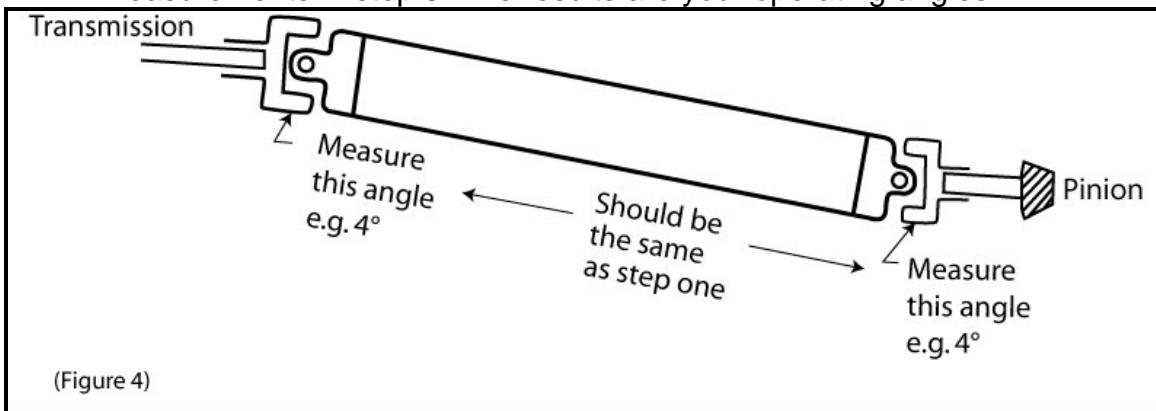 Transmission
Measure
this angle
e.g. 4°
Should be
the same
as step one
Pinion
Measure
this angle
e.g. 4°
(Figure 4)